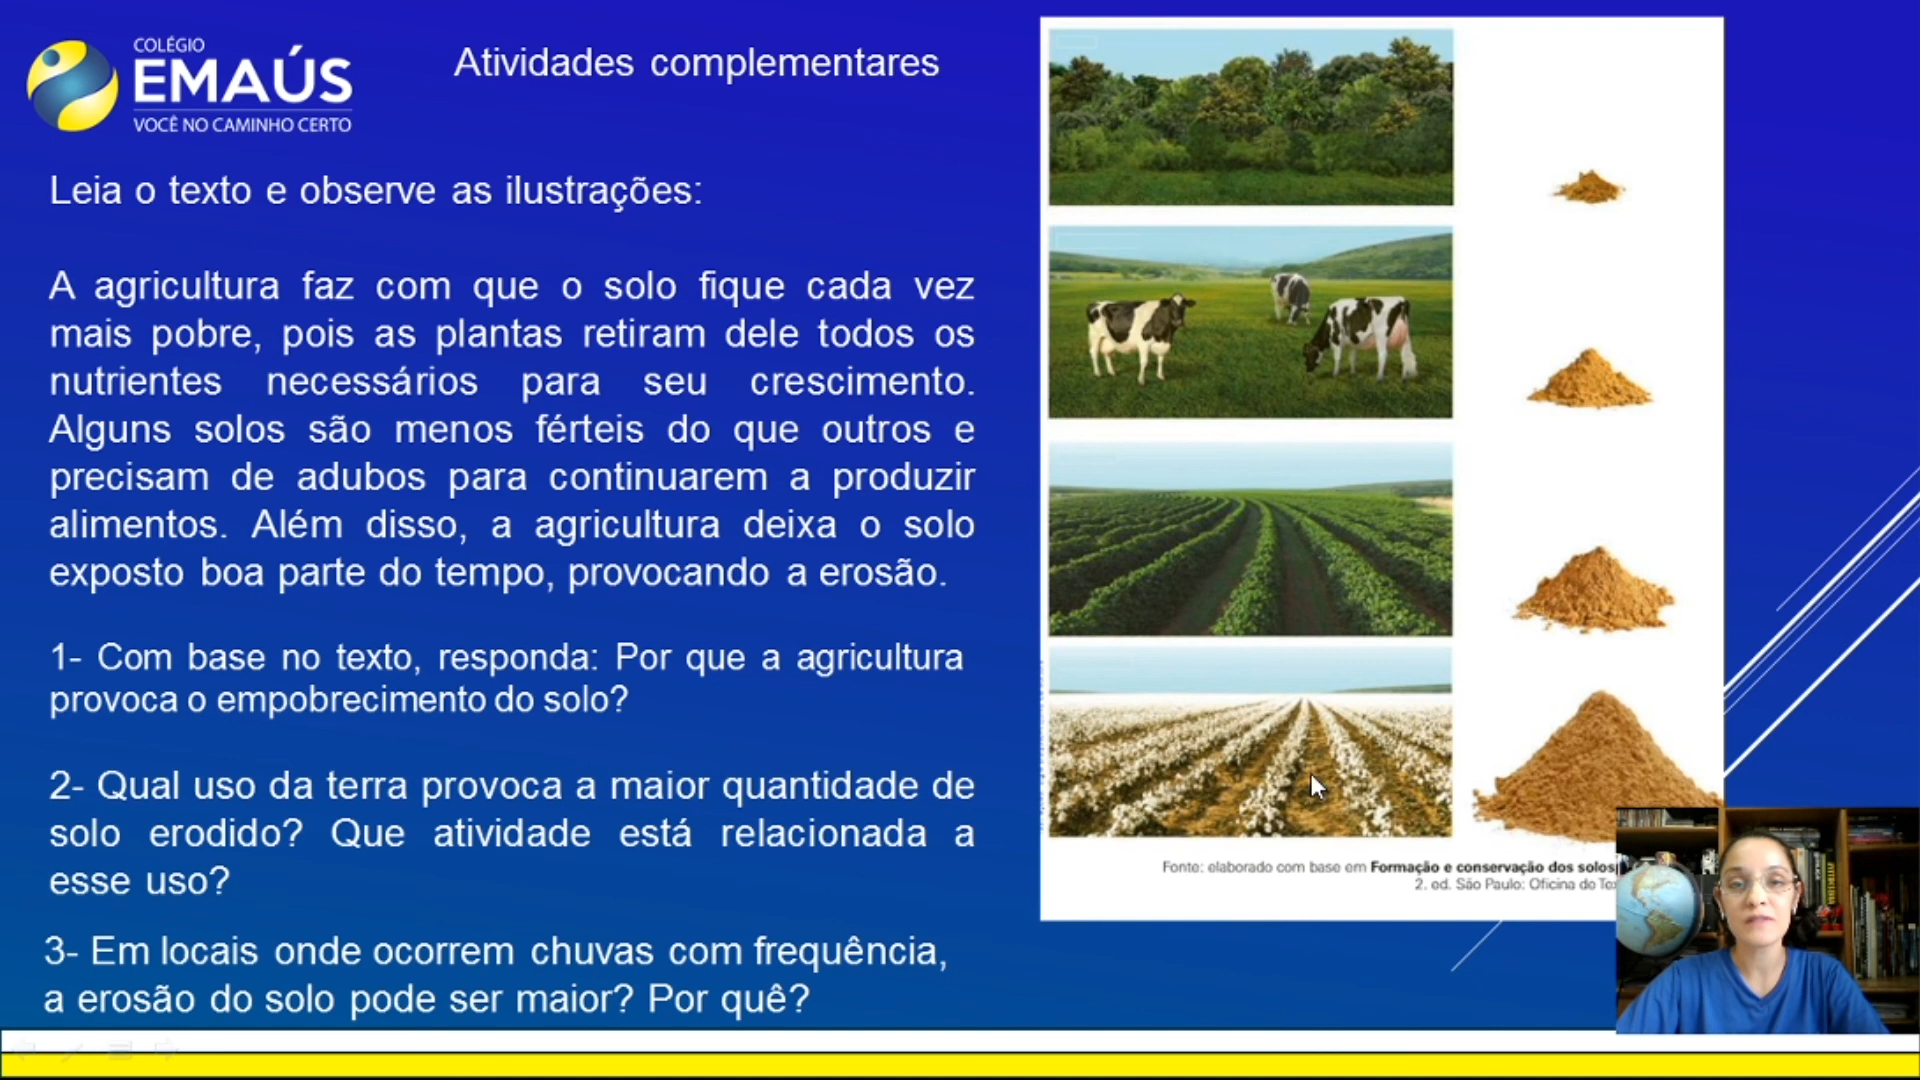 COLÉGIO
EMAÚS
VOCÊ NO CAMINHO CERTO
Atividades complementares
Leia o texto e observe as ilustrações:
A agricultura faz com que o solo fique cada vez
mais pobre, pois as plantas retiram dele todos os
nutrientes necessários para seu crescimento.
Alguns solos são menos férteis do que outros e
precisam de adubos para continuarem a produzir
alimentos. Além disso, a agricultura deixa o solo
exposto boa parte do tempo, provocando a erosão.
1- Com base no texto, responda: Por que a agricultura
provoca o empobrecimento do solo?
2- Qual uso da terra provoca a maior quantidade de
solo erodido? Que atividade está relacionada a
esse uso?
3- Em locais onde ocorrem chuvas com frequência,
a erosão do solo pode ser maior? Por quê?
Fonte: elaborado com base em Formação e conservação dos solos
2. ed. São Paulo: Oficina de